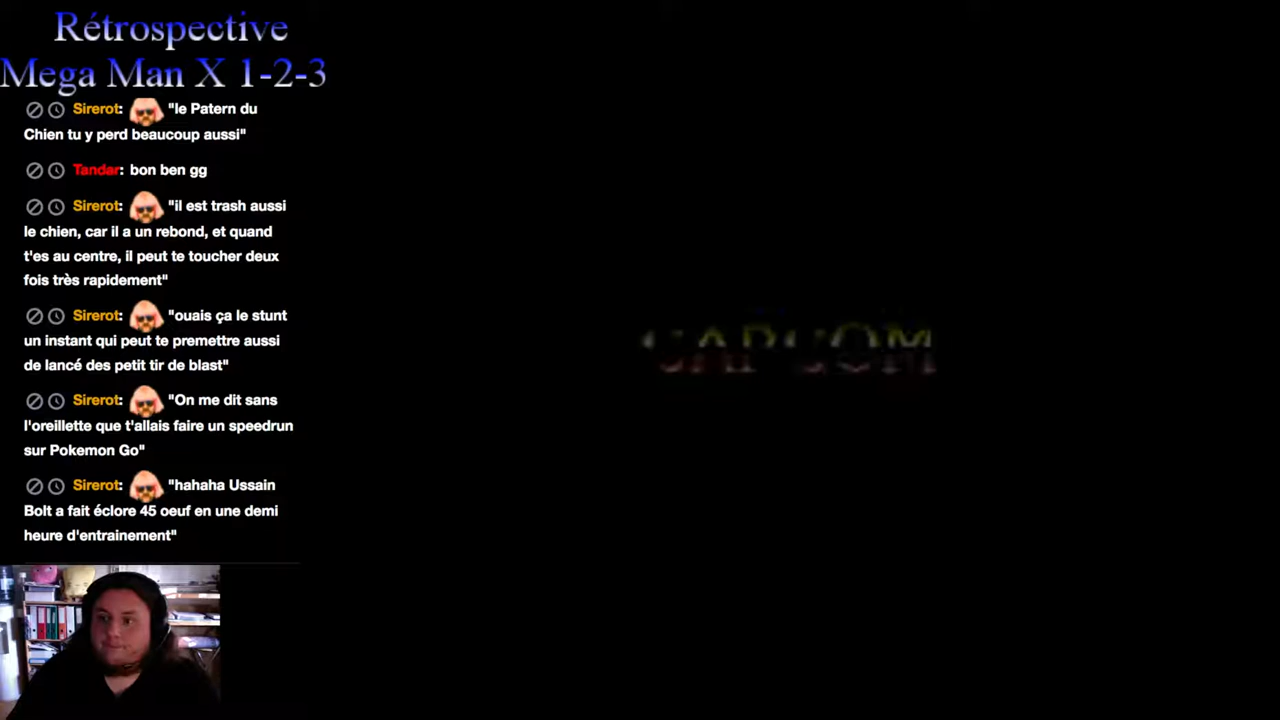 Rétrospective
Mega Man X 1-2-3
Sirerot: "le Patern du
Chien tu y perd beaucoup aussi"
Tandar: bon ben gg
Sirerot: "il est trash aussi
le chien, car il a un rebond, et quand
t'es au centre, il peut te toucher deux
fois très rapidement"
Sirerot: "ouais ça le stunt
un instant qui peut te premettre aussi
de lancé des petit tir de blast"
Sirerot: "On me dit sans
l'oreillette que t'allais faire un speedrun
sur Pokemon Go"
Sirerot: "hahaha Ussain
Bolt a fait éclore 45 oeuf en une demi
heure d'entrainement"
CAPCOM